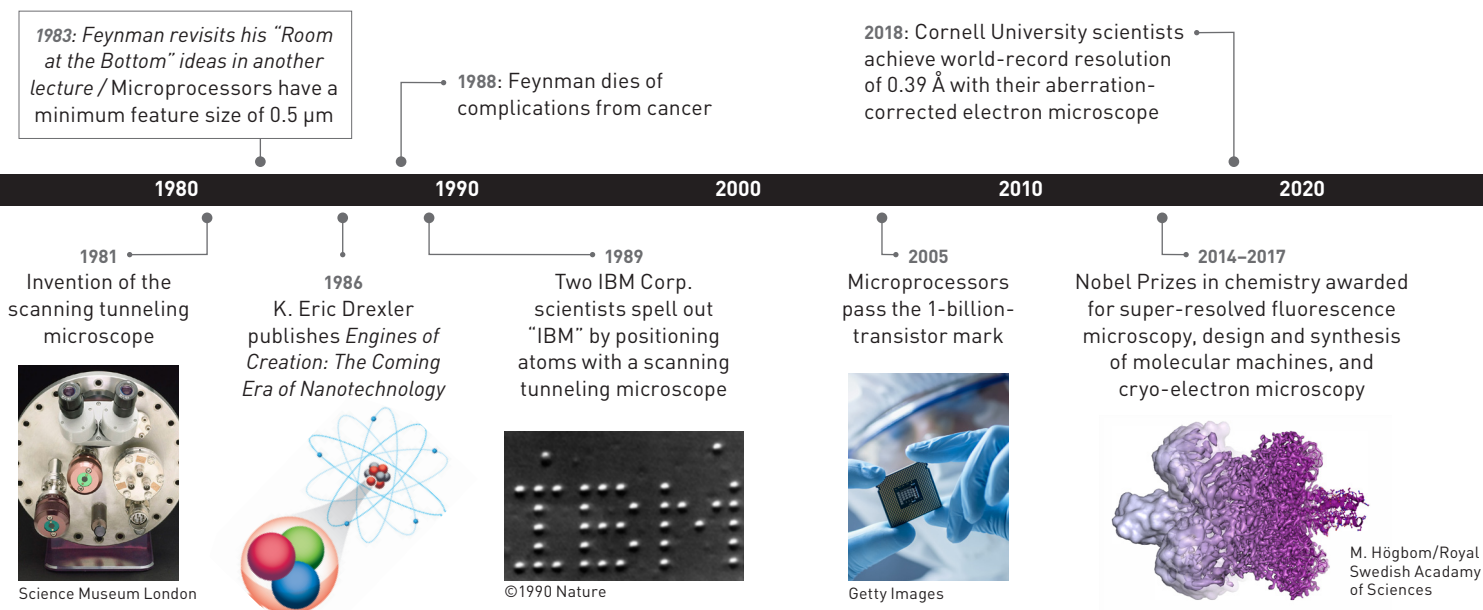 1983: Feynman revisits his “Room
at the Bottom” ideas in another
lecture / Microprocessors have a
minimum feature size of 0.5 µm
1988: Feynman dies of
complications from cancer
2018: Cornell University scientists
achieve world-record resolution
of 0.39 Å with their aberration-
corrected electron microscope
1980 1990 2000 2010 2020
1981
Invention of the
scanning tunneling
microscope
Science Museum London
1986
K. Eric Drexler
publishes Engines of
Creation: The Coming
Era of Nanotechnology
1989
Two IBM Corp.
scientists spell out
“IBM” by positioning
atoms with a scanning
tunneling microscope
IBM
©1990 Nature
2005
Microprocessors
pass the 1-billion-
transistor mark
Getty Images
2014–2017
Nobel Prizes in chemistry awarded
for super-resolved fluorescence
microscopy, design and synthesis
of molecular machines, and
cryo-electron microscopy
M. Högbom/Royal
Swedish Acadamy
of Sciences